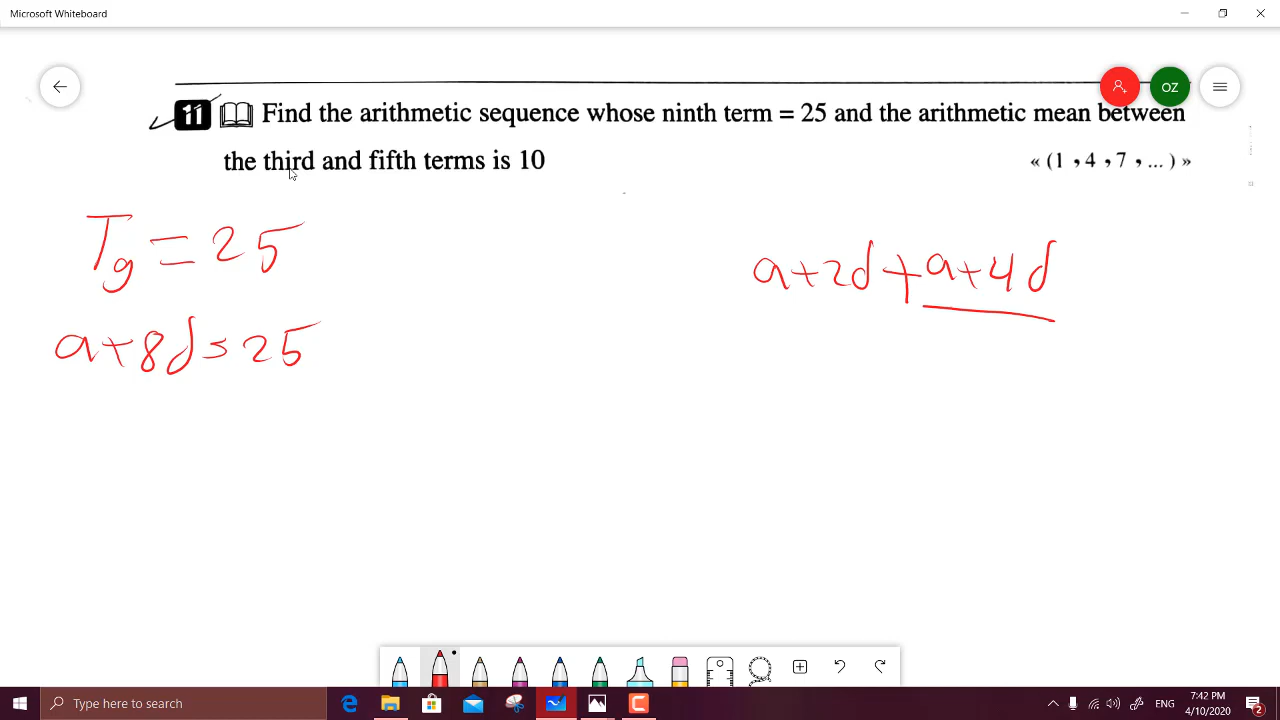 Microsoft Whiteboard
OZ
11 Find the arithmetic sequence whose ninth term = 25 and the arithmetic mean between
the third and fifth terms is 10 « (1 , 4 , 7 , ... ) »
T9 = 25
a+2d+a+4d
a+8d=25
Type here to search
ENG
7:42 PM
4/10/2020
2